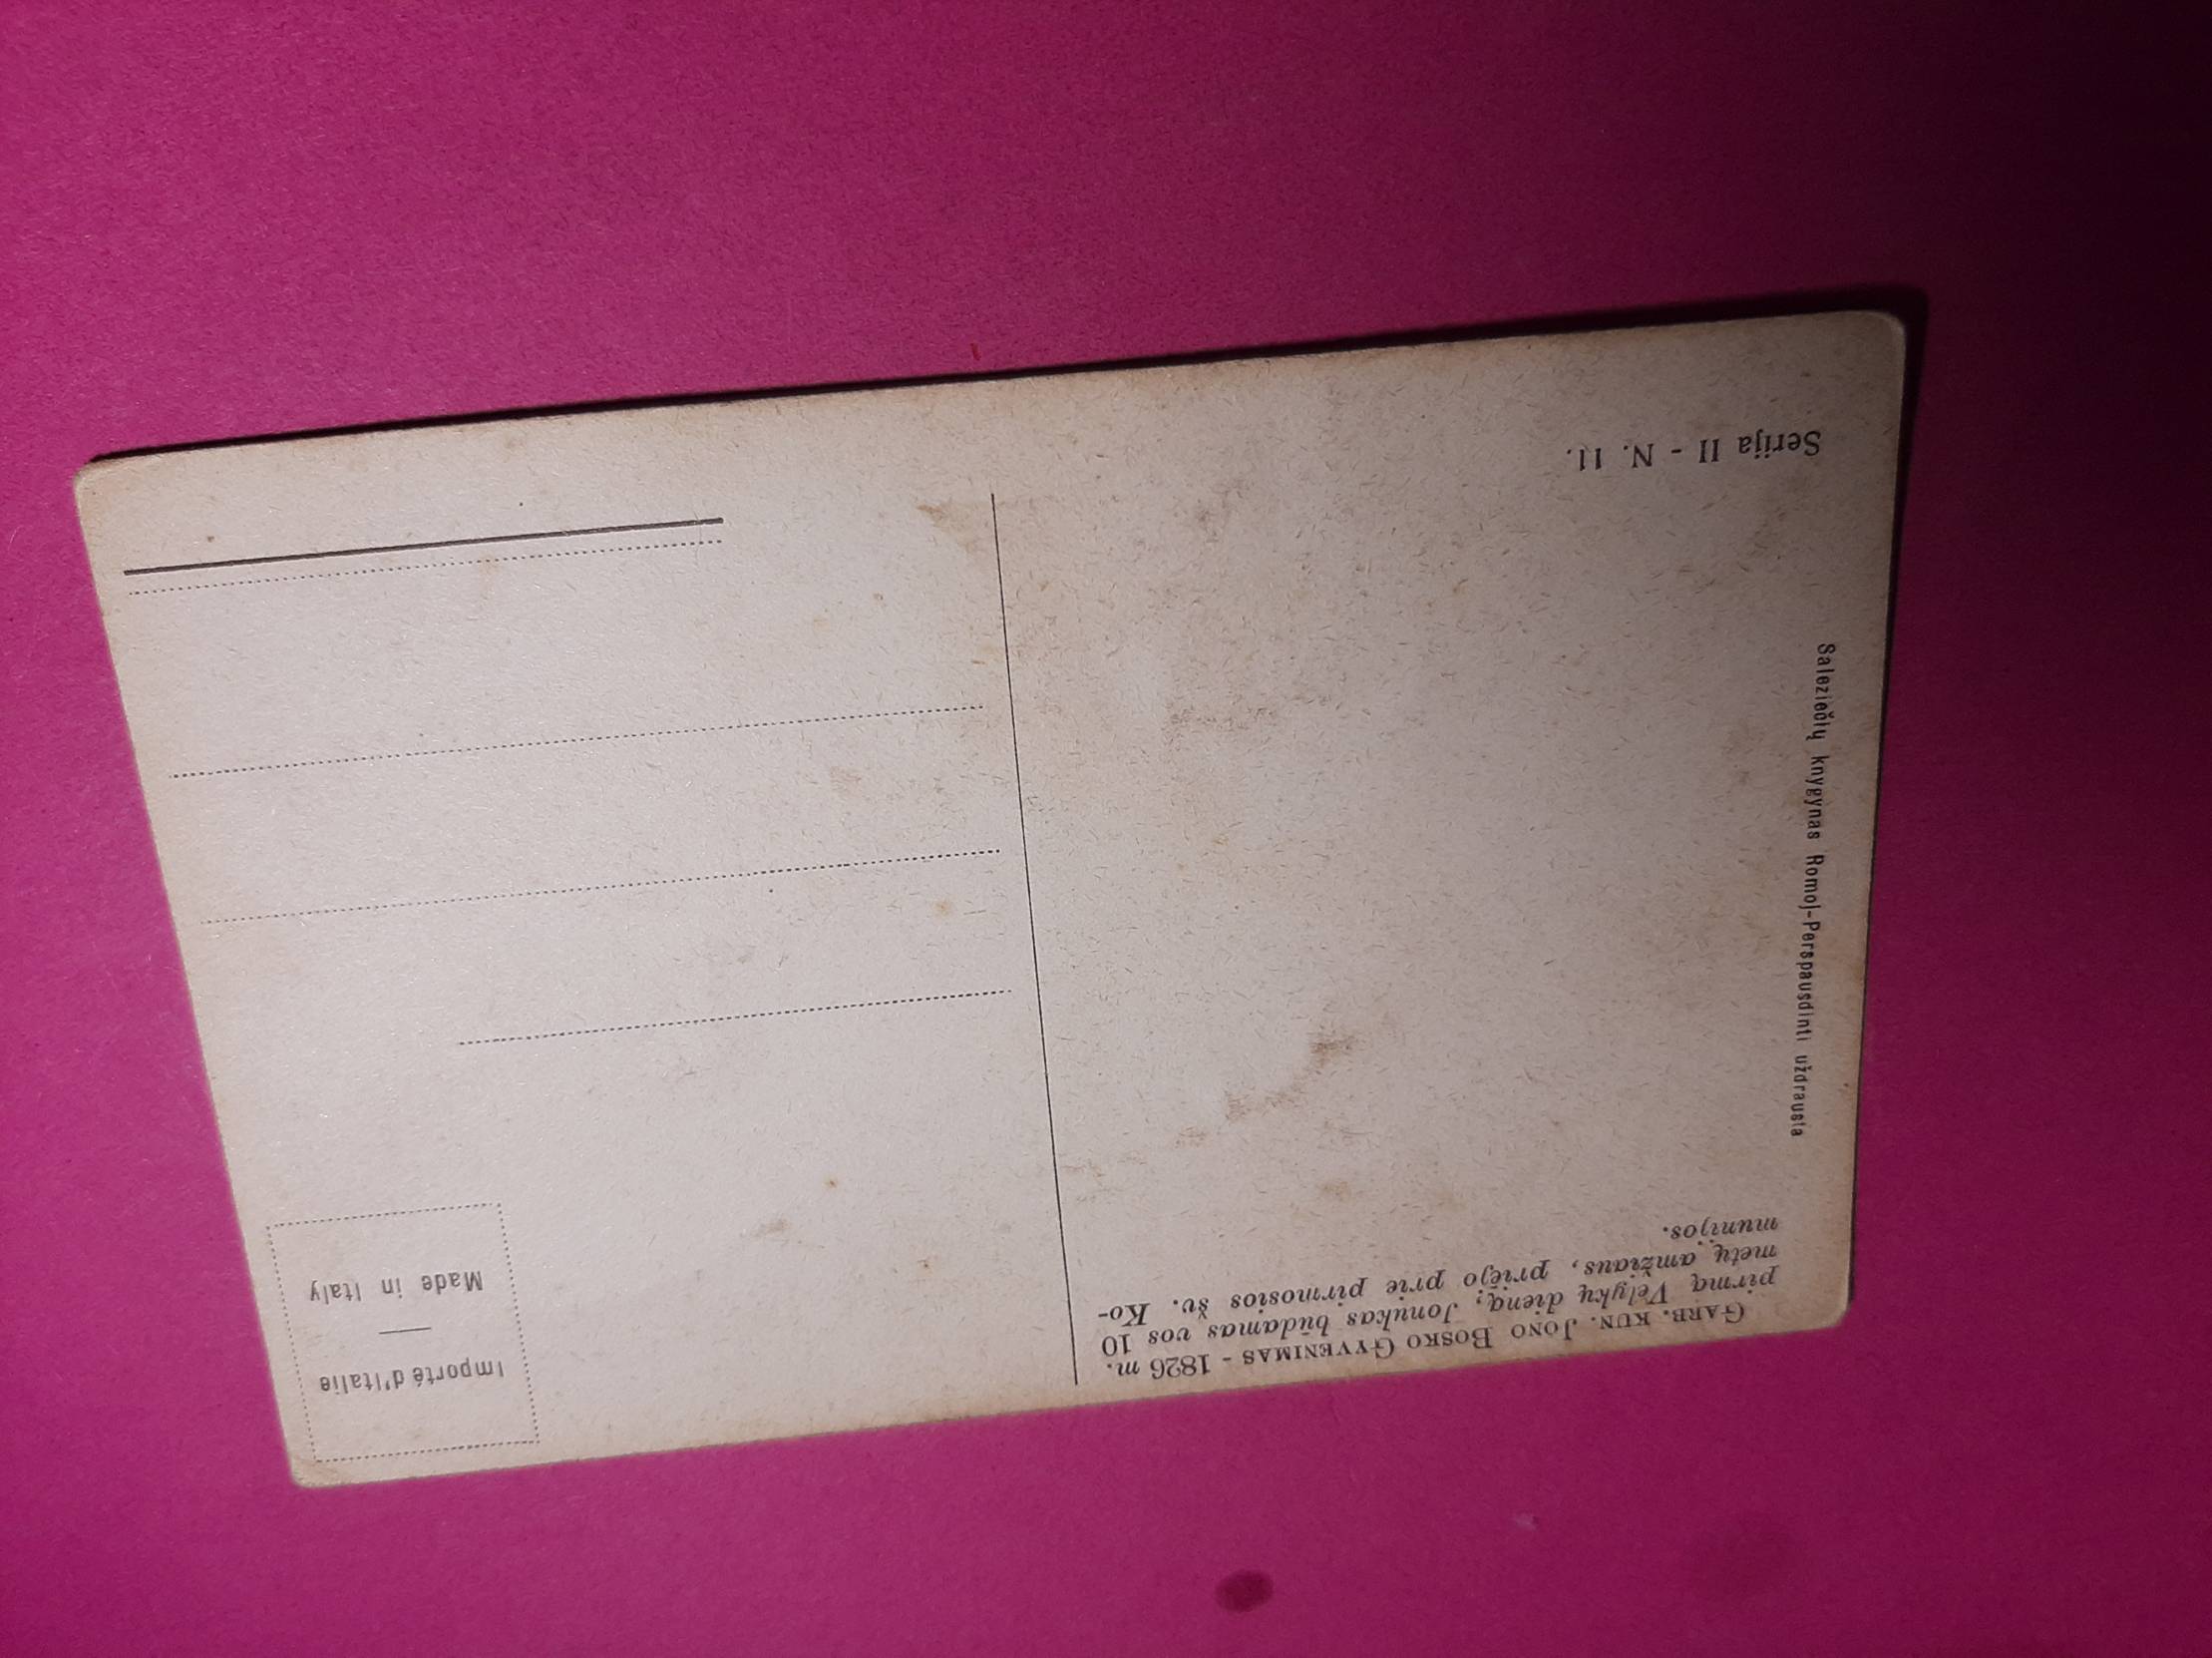 GARB. KUN. JONO BOSKO GYVENIMAS - 1826 m.
pirmą Velykų dieną, Jonukas būdamas vos 10
metų amžiaus, priėjo prie pirmosios šv. Ko-
munijos.
Importé d'Italie
Made in Italy
Saleziečių knygynas Romoj-Perspausdinti uždrausta
Serija II - N. 11.